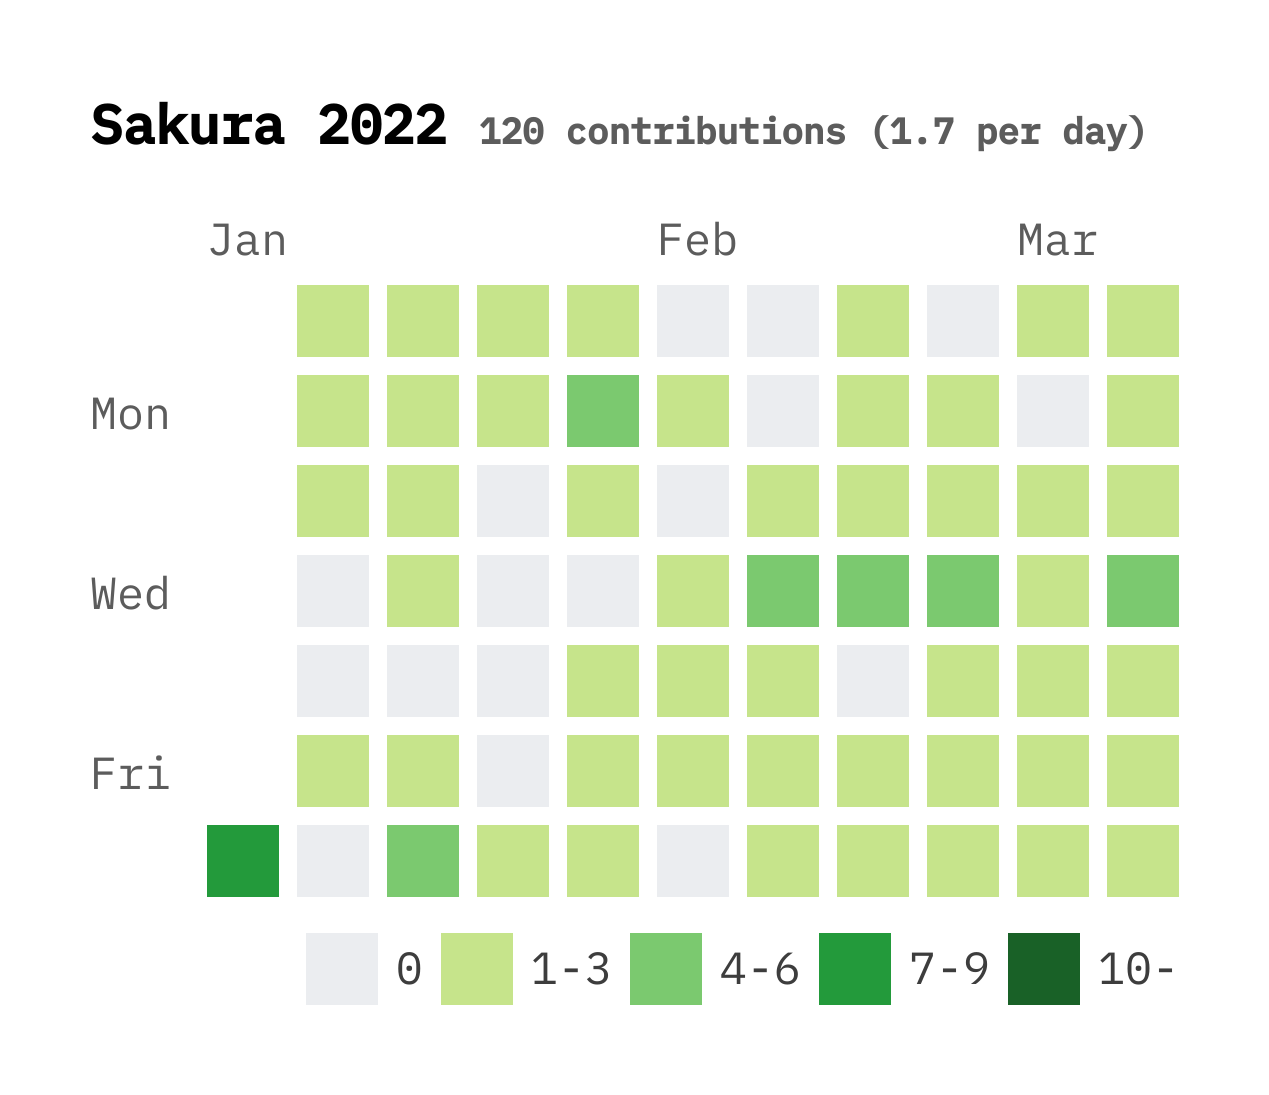 Sakura 2022 120 contributions (1.7 per day)
Jan Feb Mar
Mon
Wed
Fri
0 1-3 4-6 7-9 10-